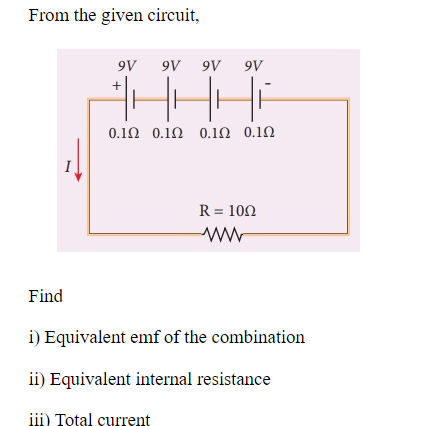 From the given circuit,
9V 9V 9V 9V
+ -
0.1Ω 0.1Ω 0.1Ω 0.1Ω
I
R = 10Ω
Find
i) Equivalent emf of the combination
ii) Equivalent internal resistance
iii) Total current